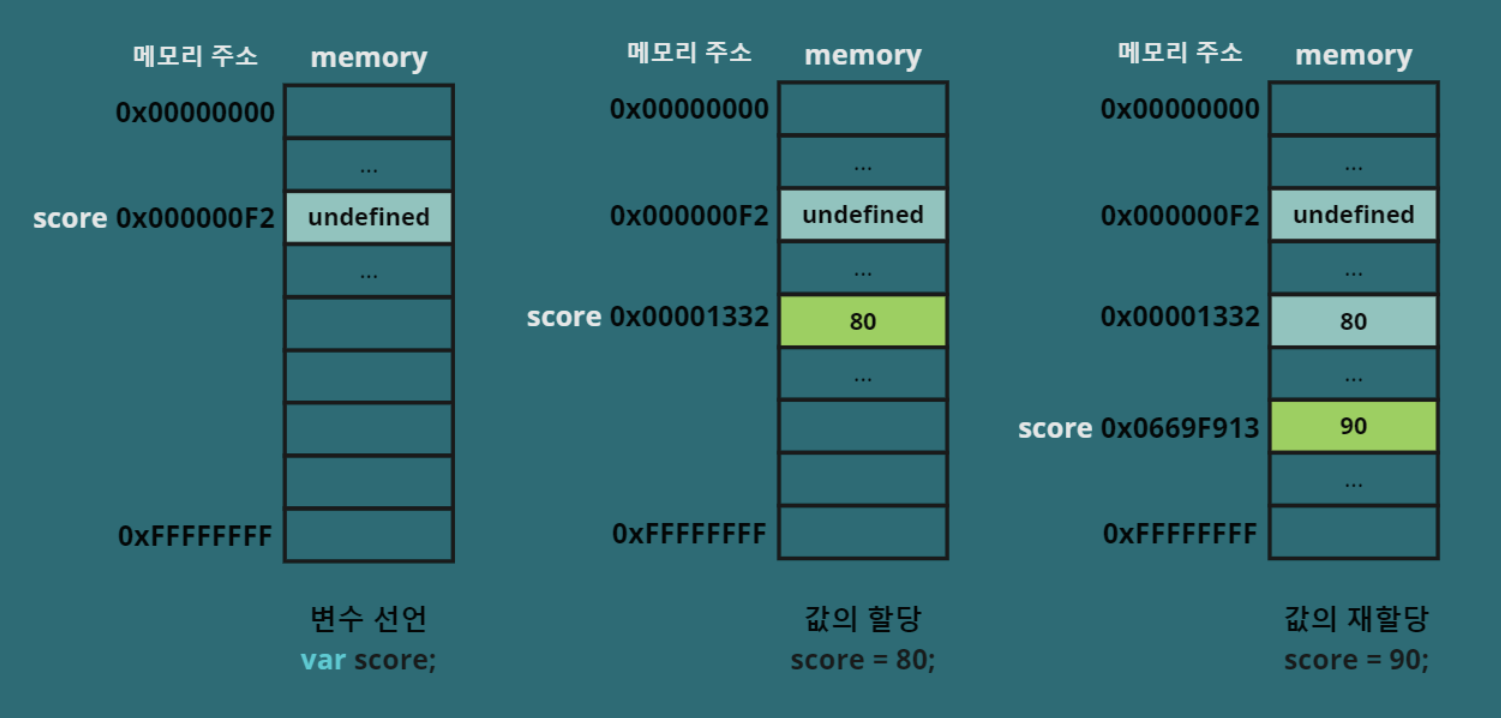 메모리 주소 memory
0x00000000
...
score 0x000000F2 undefined
...
0xFFFFFFFF
변수 선언
var score;
메모리 주소 memory
0x00000000
...
0x000000F2 undefined
...
score 0x00001332 80
...
0xFFFFFFFF
값의 할당
score = 80;
메모리 주소 memory
0x00000000
...
0x000000F2 undefined
...
0x00001332 80
...
score 0x0669F913 90
...
0xFFFFFFFF
값의 재할당
score = 90;